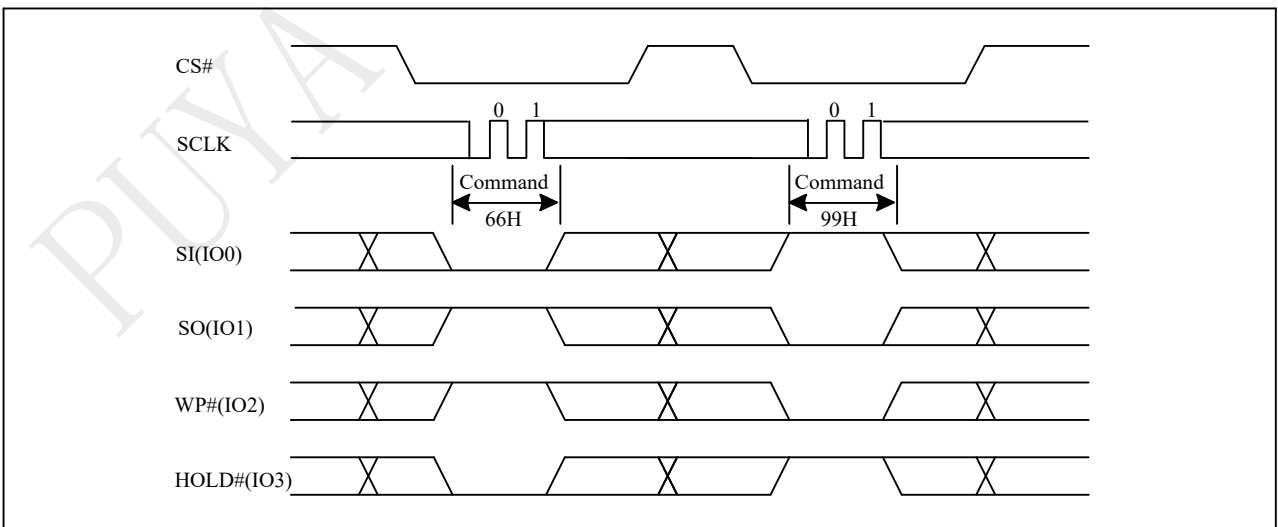 PUYA
CS#
0 1 0 1
SCLK
Command Command
66H 99H
SI(IO0)
SO(IO1)
WP#(IO2)
HOLD#(IO3)